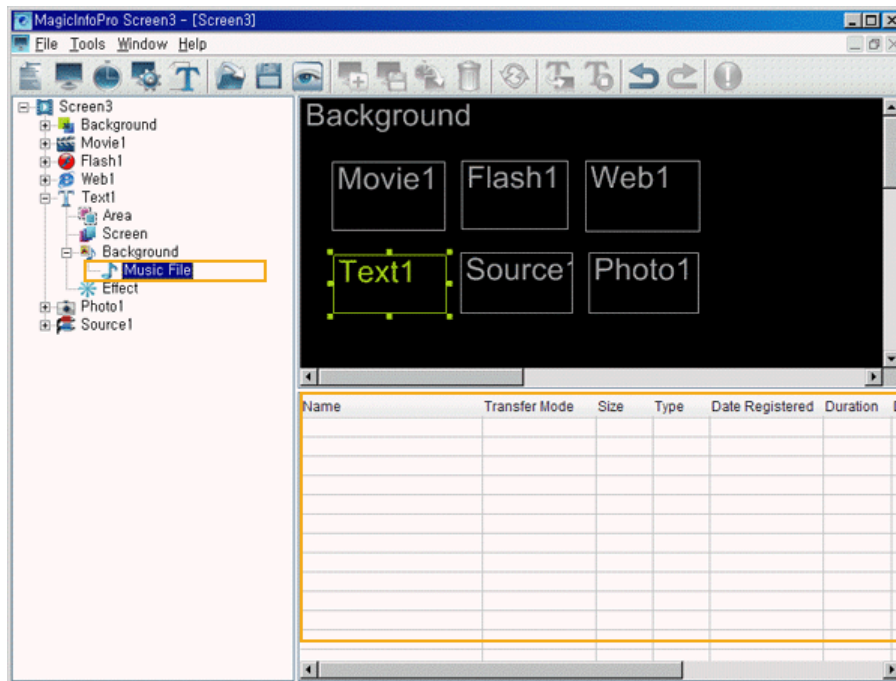 MagicInfoPro Screen3 - [Screen3]
File Tools Window Help
Screen3
Background
Movie1
Flash1
Web1
Text1
Area
Screen
Background
Music File
Effect
Photo1
Source1
Background
Movie1 Flash1 Web1
Text1 Source1 Photo1
Name Transfer Mode Size Type Date Registered Duration